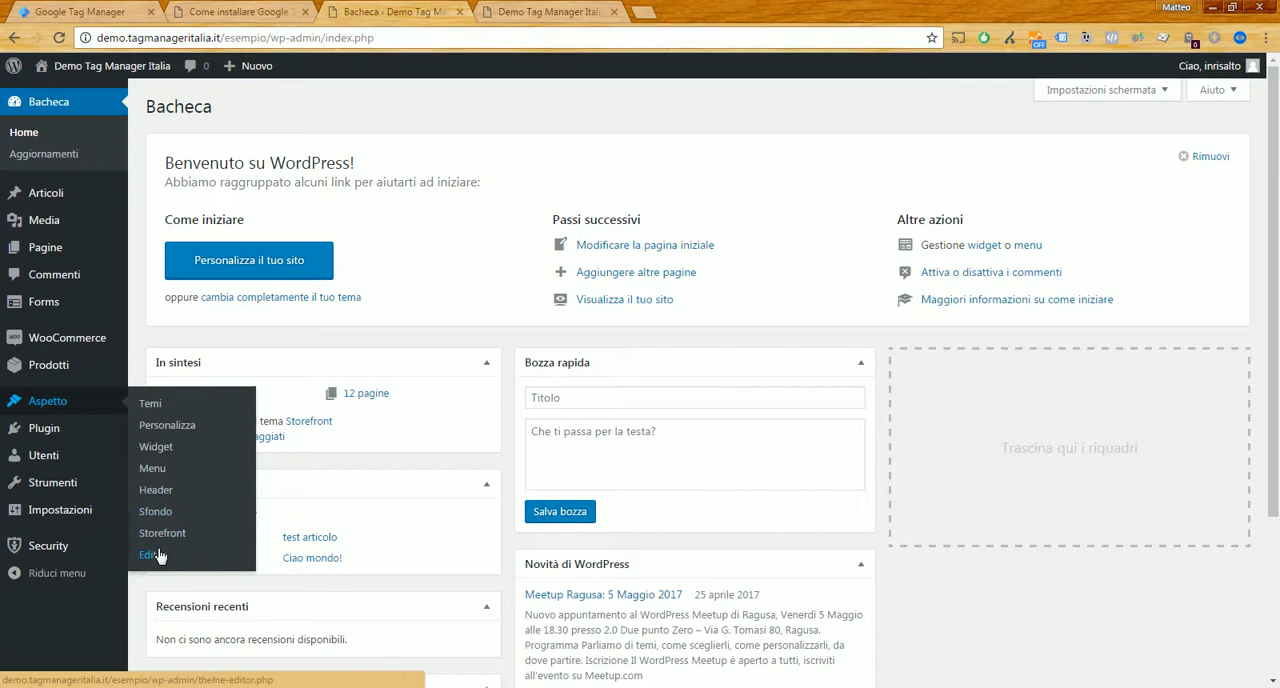 Google Tag Manager
Come installare Google T
Bacheca ‹ Demo Tag Ma
Demo Tag Manager Itali
Matteo
demo.tagmanageritalia.it/esempio/wp-admin/index.php
OFF
0
Demo Tag Manager Italia
0
Nuovo
Ciao, inrisalto
Bacheca
Home
Aggiornamenti
Articoli
Media
Pagine
Commenti
Forms
WooCommerce
Prodotti
Aspetto
Plugin
Utenti
Strumenti
Impostazioni
Security
Riduci menu
Temi
Personalizza
Widget
Menu
Header
Sfondo
Storefront
Bacheca
Impostazioni schermata
Aiuto
Benvenuto su WordPress!
Abbiamo raggruppato alcuni link per aiutarti ad iniziare:
Rimuovi
Come iniziare
Personalizza il tuo sito
oppure cambia completamente il tuo tema
Passi successivi
Modificare la pagina iniziale
Aggiungere altre pagine
Visualizza il tuo sito
Altre azioni
Gestione widget o menu
Attiva o disattiva i commenti
Maggiori informazioni su come iniziare
In sintesi
12 pagine
tema Storefront
test articolo
Ciao mondo!
Recensioni recenti
Non ci sono ancora recensioni disponibili.
Bozza rapida
Titolo
Che ti passa per la testa?
Salva bozza
Novità di WordPress
Meetup Ragusa: 5 Maggio 2017 25 aprile 2017
Nuovo appuntamento al WordPress Meetup di Ragusa, Venerdì 5 Maggio
alle 18.30 presso 2.0 Due punto Zero – Via G. Tomasi 80, Ragusa.
Programma Parliamo di temi, come sceglierli, come personalizzarli, da
dove partire. Iscrizione Il WordPress Meetup è aperto a tutti, iscriviti
all'evento su Meetup.com
Trascina qui i riquadri
demo.tagmanageritalia.it/esempio/wp-admin/theme-editor.php